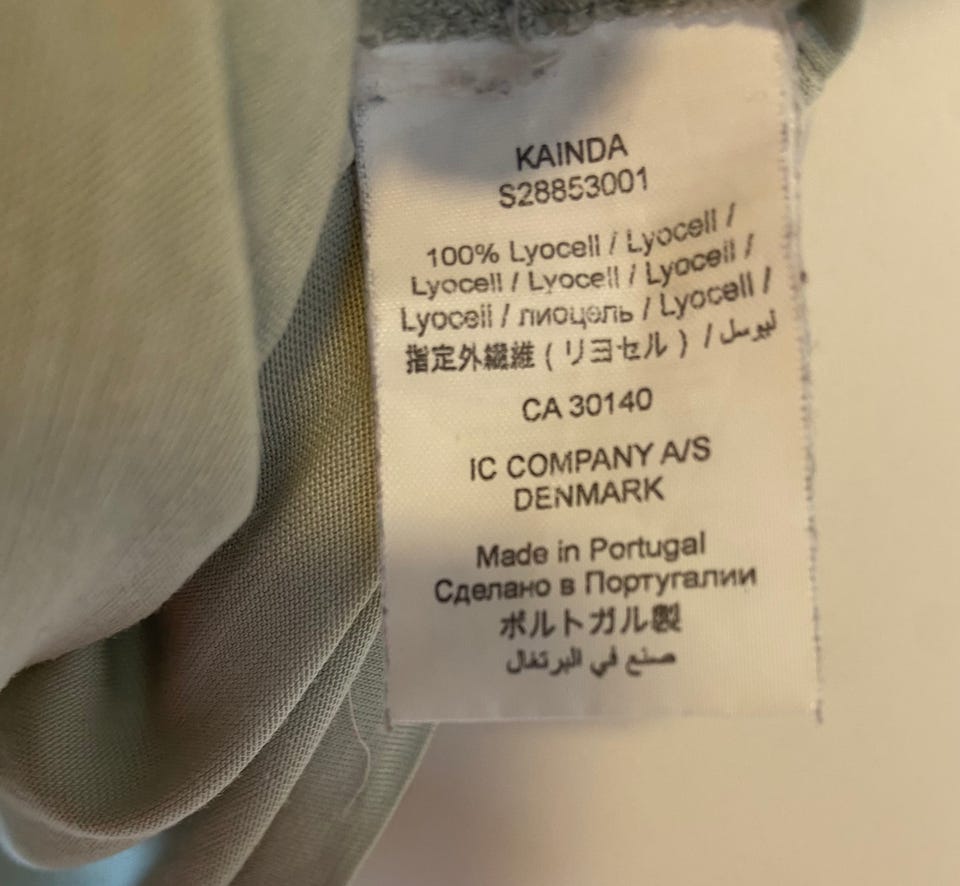 KAINDA
S28853001
100% Lyocell / Lyocell /
Lyocell / Lyocell / Lyocell /
Lyocell / лиоцель / Lyocell /
指定外繊維 ( リヨセル ) / ليوسل
CA 30140
IC COMPANY A/S
DENMARK
Made in Portugal
Сделано в Португалии
ポルトガル製
صنع في البرتغال